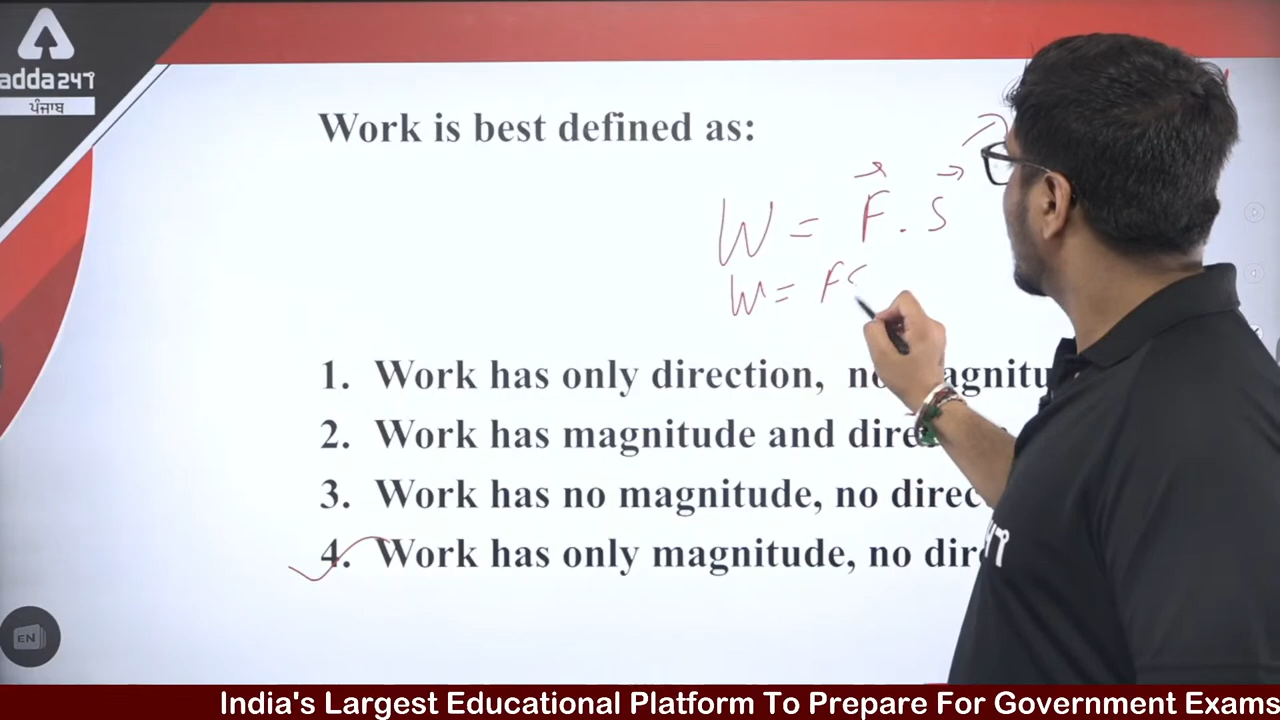 adda247
ਪੰਜਾਬ
Work is best defined as:
W = F . S
W = FS
1. Work has only direction, no magnitu
2. Work has magnitude and dire
3. Work has no magnitude, no direc
4. Work has only magnitude, no dire
EN
India's Largest Educational Platform To Prepare For Government Exams